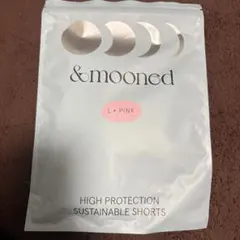 &mooned
L • PINK
HIGH PROTECTION
SUSTAINABLE SHORTS